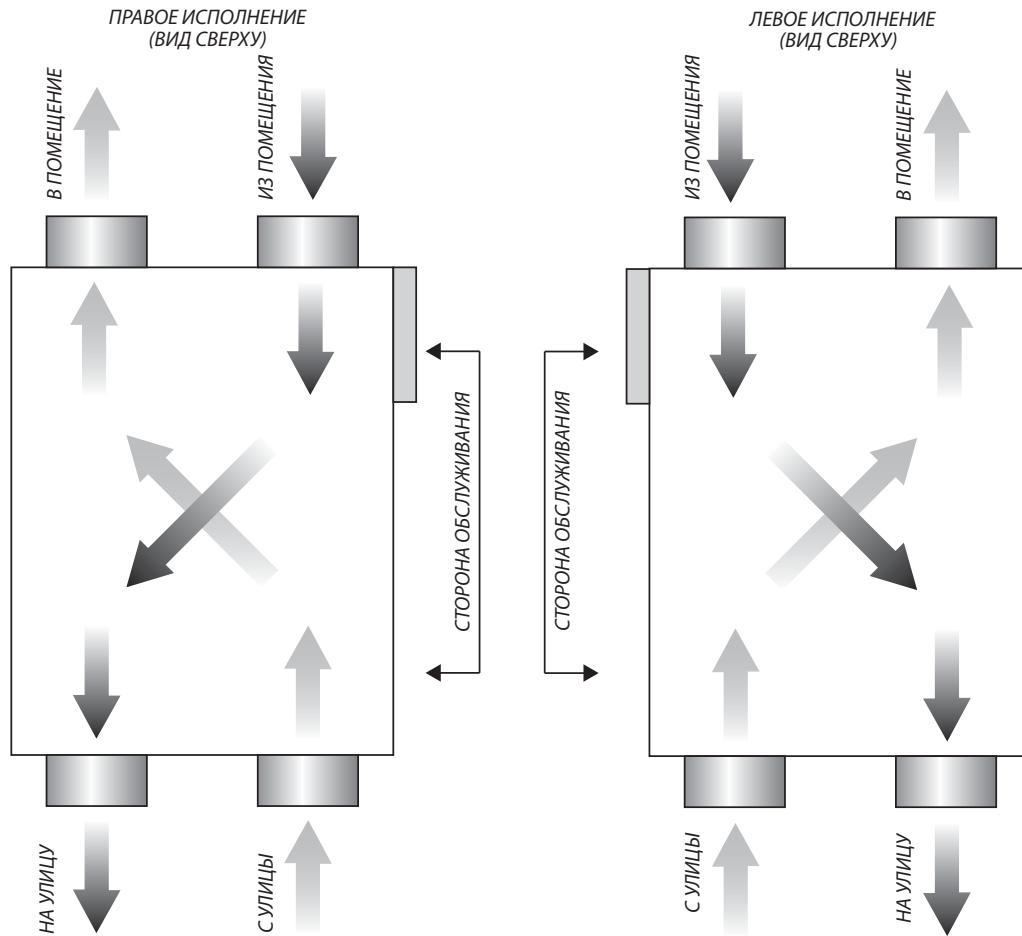 ПРАВОЕ ИСПОЛНЕНИЕ
(ВИД СВЕРХУ)
В ПОМЕЩЕНИЕ
ИЗ ПОМЕЩЕНИЯ
СТОРОНА ОБСЛУЖИВАНИЯ
НА УЛИЦУ
С УЛИЦЫ
ЛЕВОЕ ИСПОЛНЕНИЕ
(ВИД СВЕРХУ)
ИЗ ПОМЕЩЕНИЯ
В ПОМЕЩЕНИЕ
СТОРОНА ОБСЛУЖИВАНИЯ
С УЛИЦЫ
НА УЛИЦУ